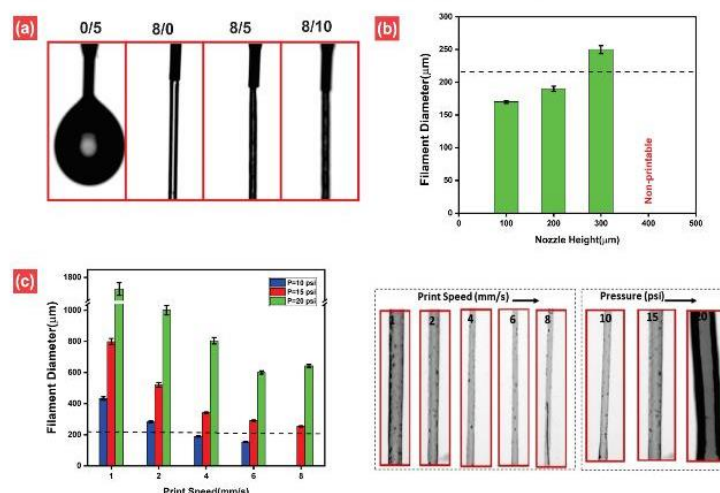 (a)
0/5 8/0 8/5 8/10
(b)
Filament Diameter(μm)
300
250
200
150
100
50
0
Non-printable
0 100 200 300 400 500
Nozzle Height(μm)
(c)
Filament Diameter(μm)
1800
1600
1000
800
600
400
200
0
P=10 psi
P=15 psi
P=20 psi
1 2 4 6 8
Print Speed(mm/s)
Print Speed (mm/s)
2 4 6 8
Pressure (psi)
10 15 20